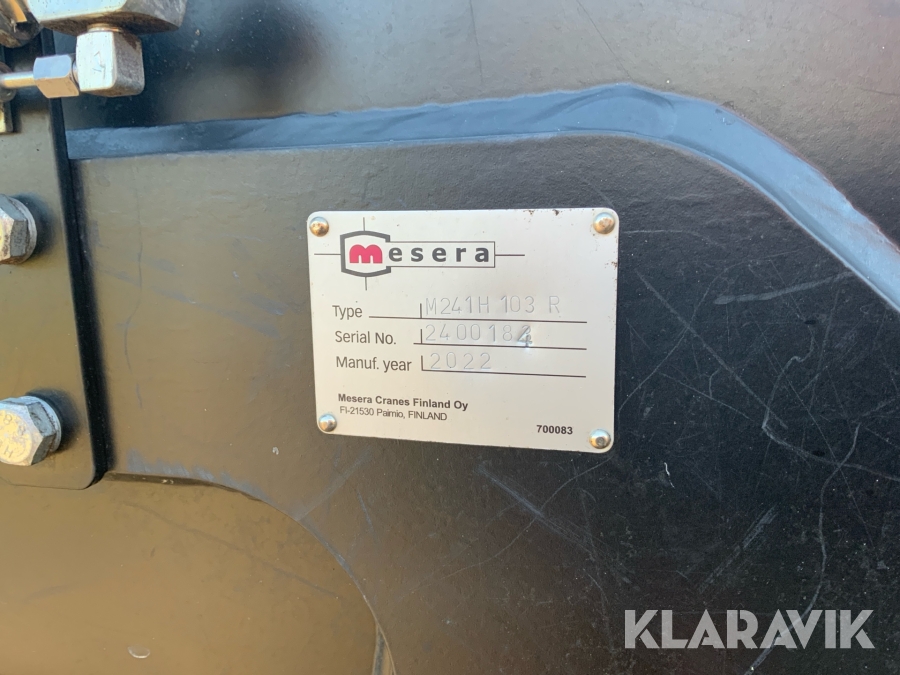 mesera
Type M241H 103 R
Serial No.
Manuf. year 2022
Mesera Cranes Finland Oy
FI-21530 Paimio, FINLAND
700083
KLARAVIK